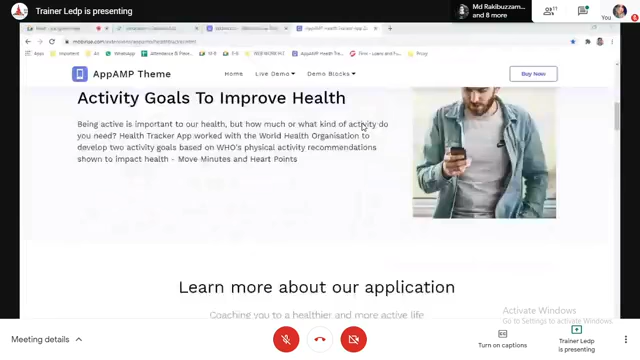 Trainer Ledp is presenting
Md Rakibuzzam...
and 8 more
11
You
AppAMP Theme
Home
Live Demo
Demo Blocks
Buy Now
Activity Goals To Improve Health
Being active is important to our health, but how much or what kind of activity do
you need? Health Tracker App worked with the World Health Organisation to
develop two activity goals based on WHO's physical activity recommendations
shown to impact health - Move Minutes and Heart Points
Learn more about our application
Coaching you to a healthier and more active life
Activate Windows
Go to Settings to activate Windows.
Meeting details
Turn on captions
Trainer Ledp
is presenting